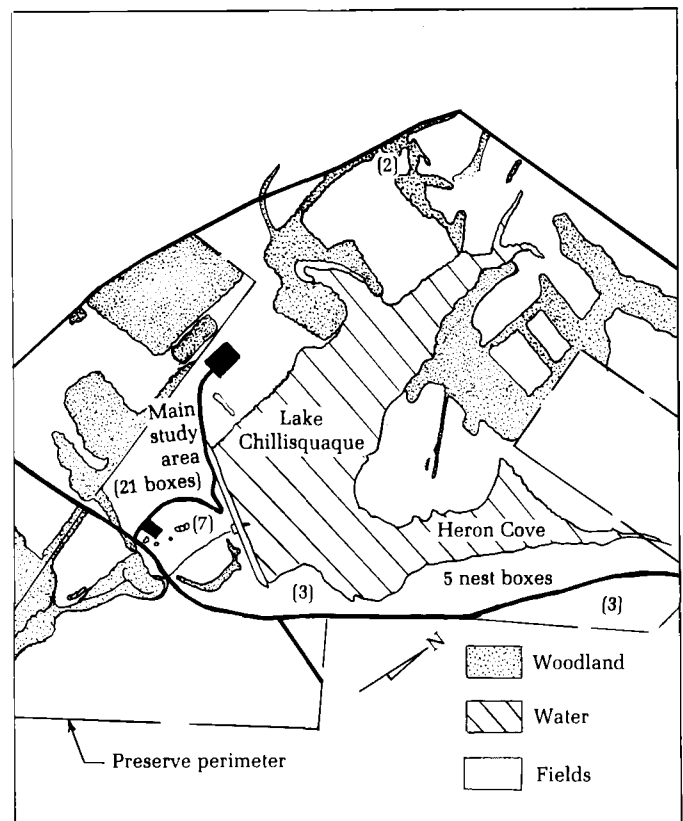 (2)
Main
study
area
(21 boxes)
Lake
Chillisquaque
(7)
Heron Cove
5 nest boxes
(3)
(3)
N
Woodland
Water
Preserve perimeter
Fields